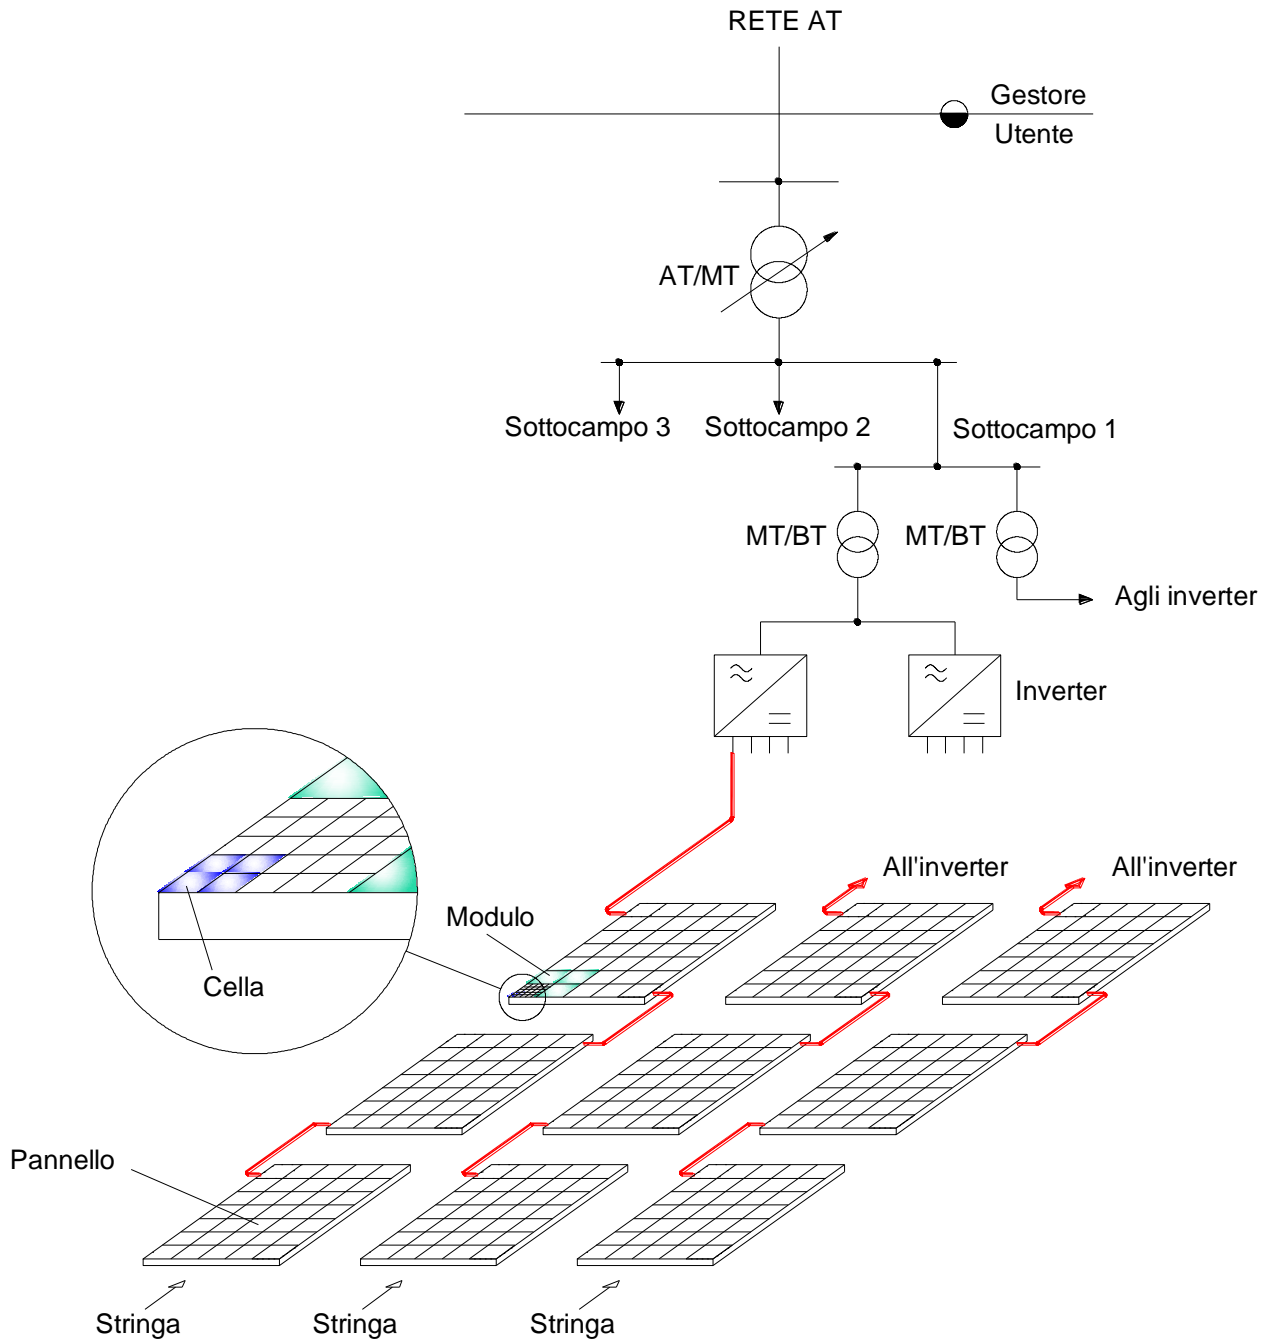 RETE AT
Gestore
Utente
AT/MT
Sottocampo 3
Sottocampo 2
Sottocampo 1
MT/BT
MT/BT
Agli inverter
Inverter
All'inverter
All'inverter
Modulo
Cella
Pannello
Stringa
Stringa
Stringa